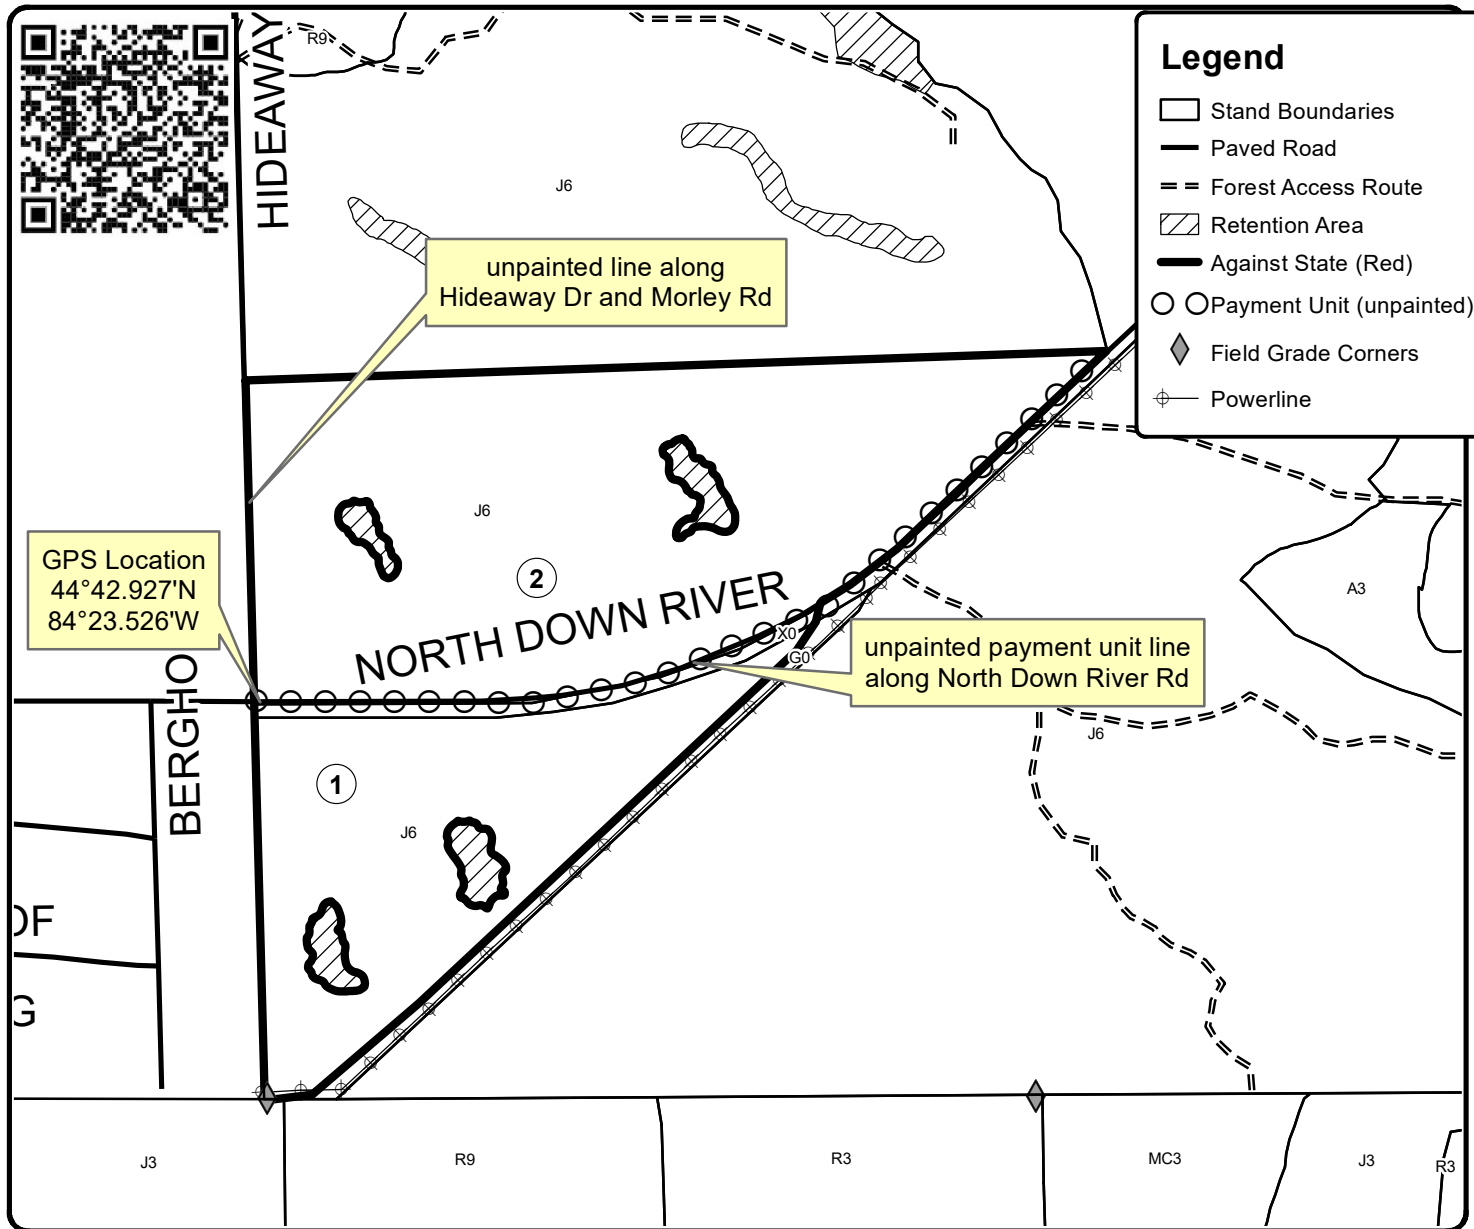 HIDEAWAY
R9
J6
Legend
Stand Boundaries
Paved Road
Forest Access Route
Retention Area
Against State (Red)
Payment Unit (unpainted)
Field Grade Corners
Powerline
unpainted line along
Hideaway Dr and Morley Rd
J6
GPS Location
44°42.927'N
84°23.526'W
2
NORTH DOWN RIVER
X0
G0
unpainted payment unit line
along North Down River Rd
A3
J6
BERGHO
1
J6
OF
G
J3
R9
R3
MC3
J3
R3